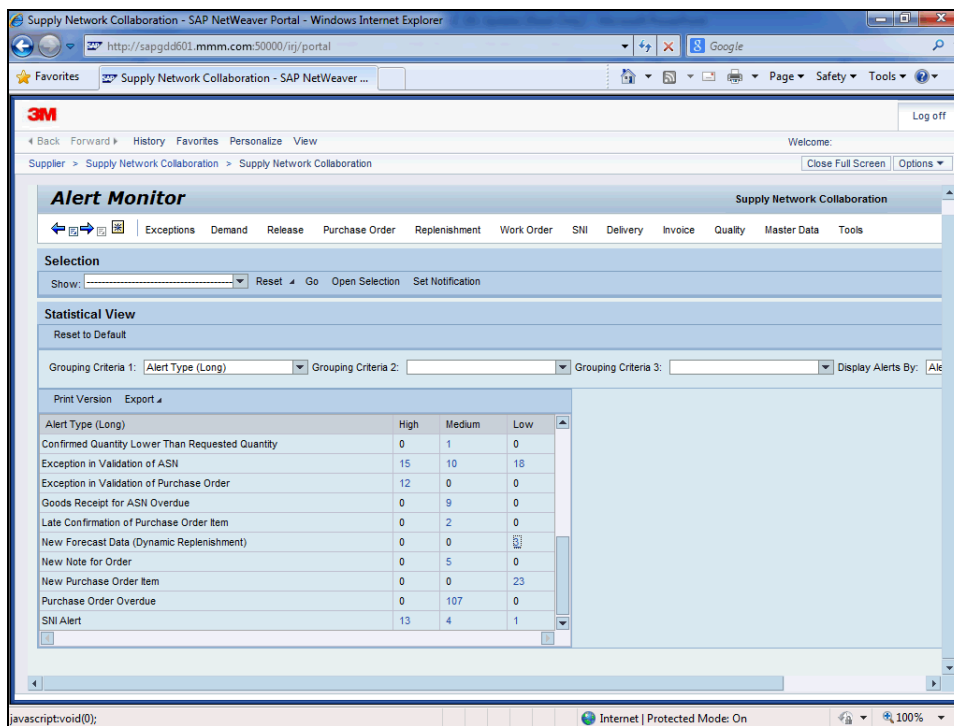 Supply Network Collaboration - SAP NetWeaver Portal - Windows Internet Explorer
http://sapgdd601.mmm.com:50000/irj/portal
Google
Favorites Supply Network Collaboration - SAP NetWeaver ... Page Safety Tools
3M
Log off
Back Forward History Favorites Personalize View Welcome:
Supplier > Supply Network Collaboration > Supply Network Collaboration Close Full Screen Options
Alert Monitor Supply Network Collaboration
Exceptions Demand Release Purchase Order Replenishment Work Order SNI Delivery Invoice Quality Master Data Tools
Selection
Show: Reset Go Open Selection Set Notification
Statistical View
Reset to Default
Grouping Criteria 1: Alert Type (Long) Grouping Criteria 2: Grouping Criteria 3: Display Alerts By: Ale
Print Version Export
Alert Type (Long) High Medium Low
Confirmed Quantity Lower Than Requested Quantity 0 1 0
Exception in Validation of ASN 15 10 18
Exception in Validation of Purchase Order 12 0 0
Goods Receipt for ASN Overdue 0 9 0
Late Confirmation of Purchase Order Item 0 2 0
New Forecast Data (Dynamic Replenishment) 0 0
New Note for Order 0 5 0
New Purchase Order Item 0 0 23
Purchase Order Overdue 0 107 0
SNI Alert 13 4 1
javascript:void(0); Internet | Protected Mode: On 100%